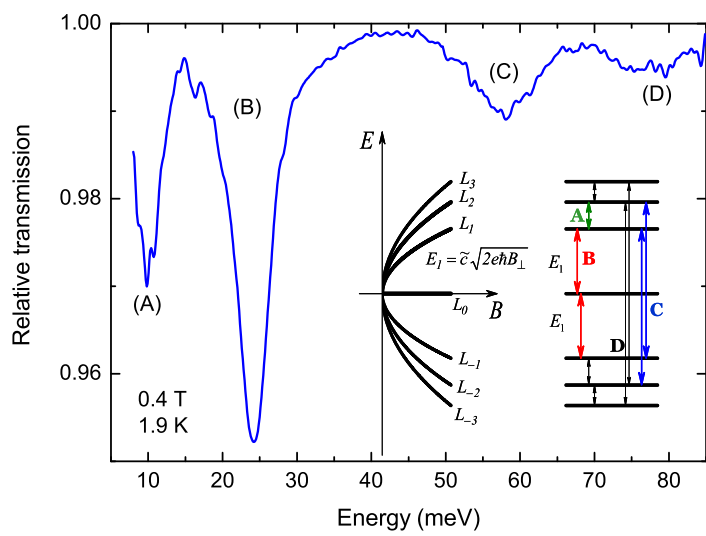 1.00
0.98
0.96
Relative transmission
(A)
(B)
(C)
(D)
0.4 T
1.9 K
E
L₃
L₂
L₁
E₁ = c̃√2eħB⊥
L₀
B
L₋₁
L₋₂
L₋₃
A
B
E₁
E₁
C
D
10 20 30 40 50 60 70 80
Energy (meV)